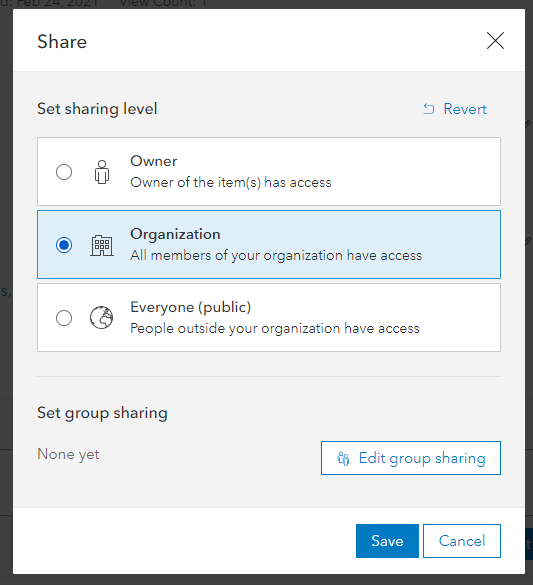 d: Feb 24, 2021 View Count: 1
Share
Set sharing level
Revert
Owner
Owner of the item(s) has access
Organization
All members of your organization have access
Everyone (public)
People outside your organization have access
Set group sharing
None yet
Edit group sharing
Save
Cancel